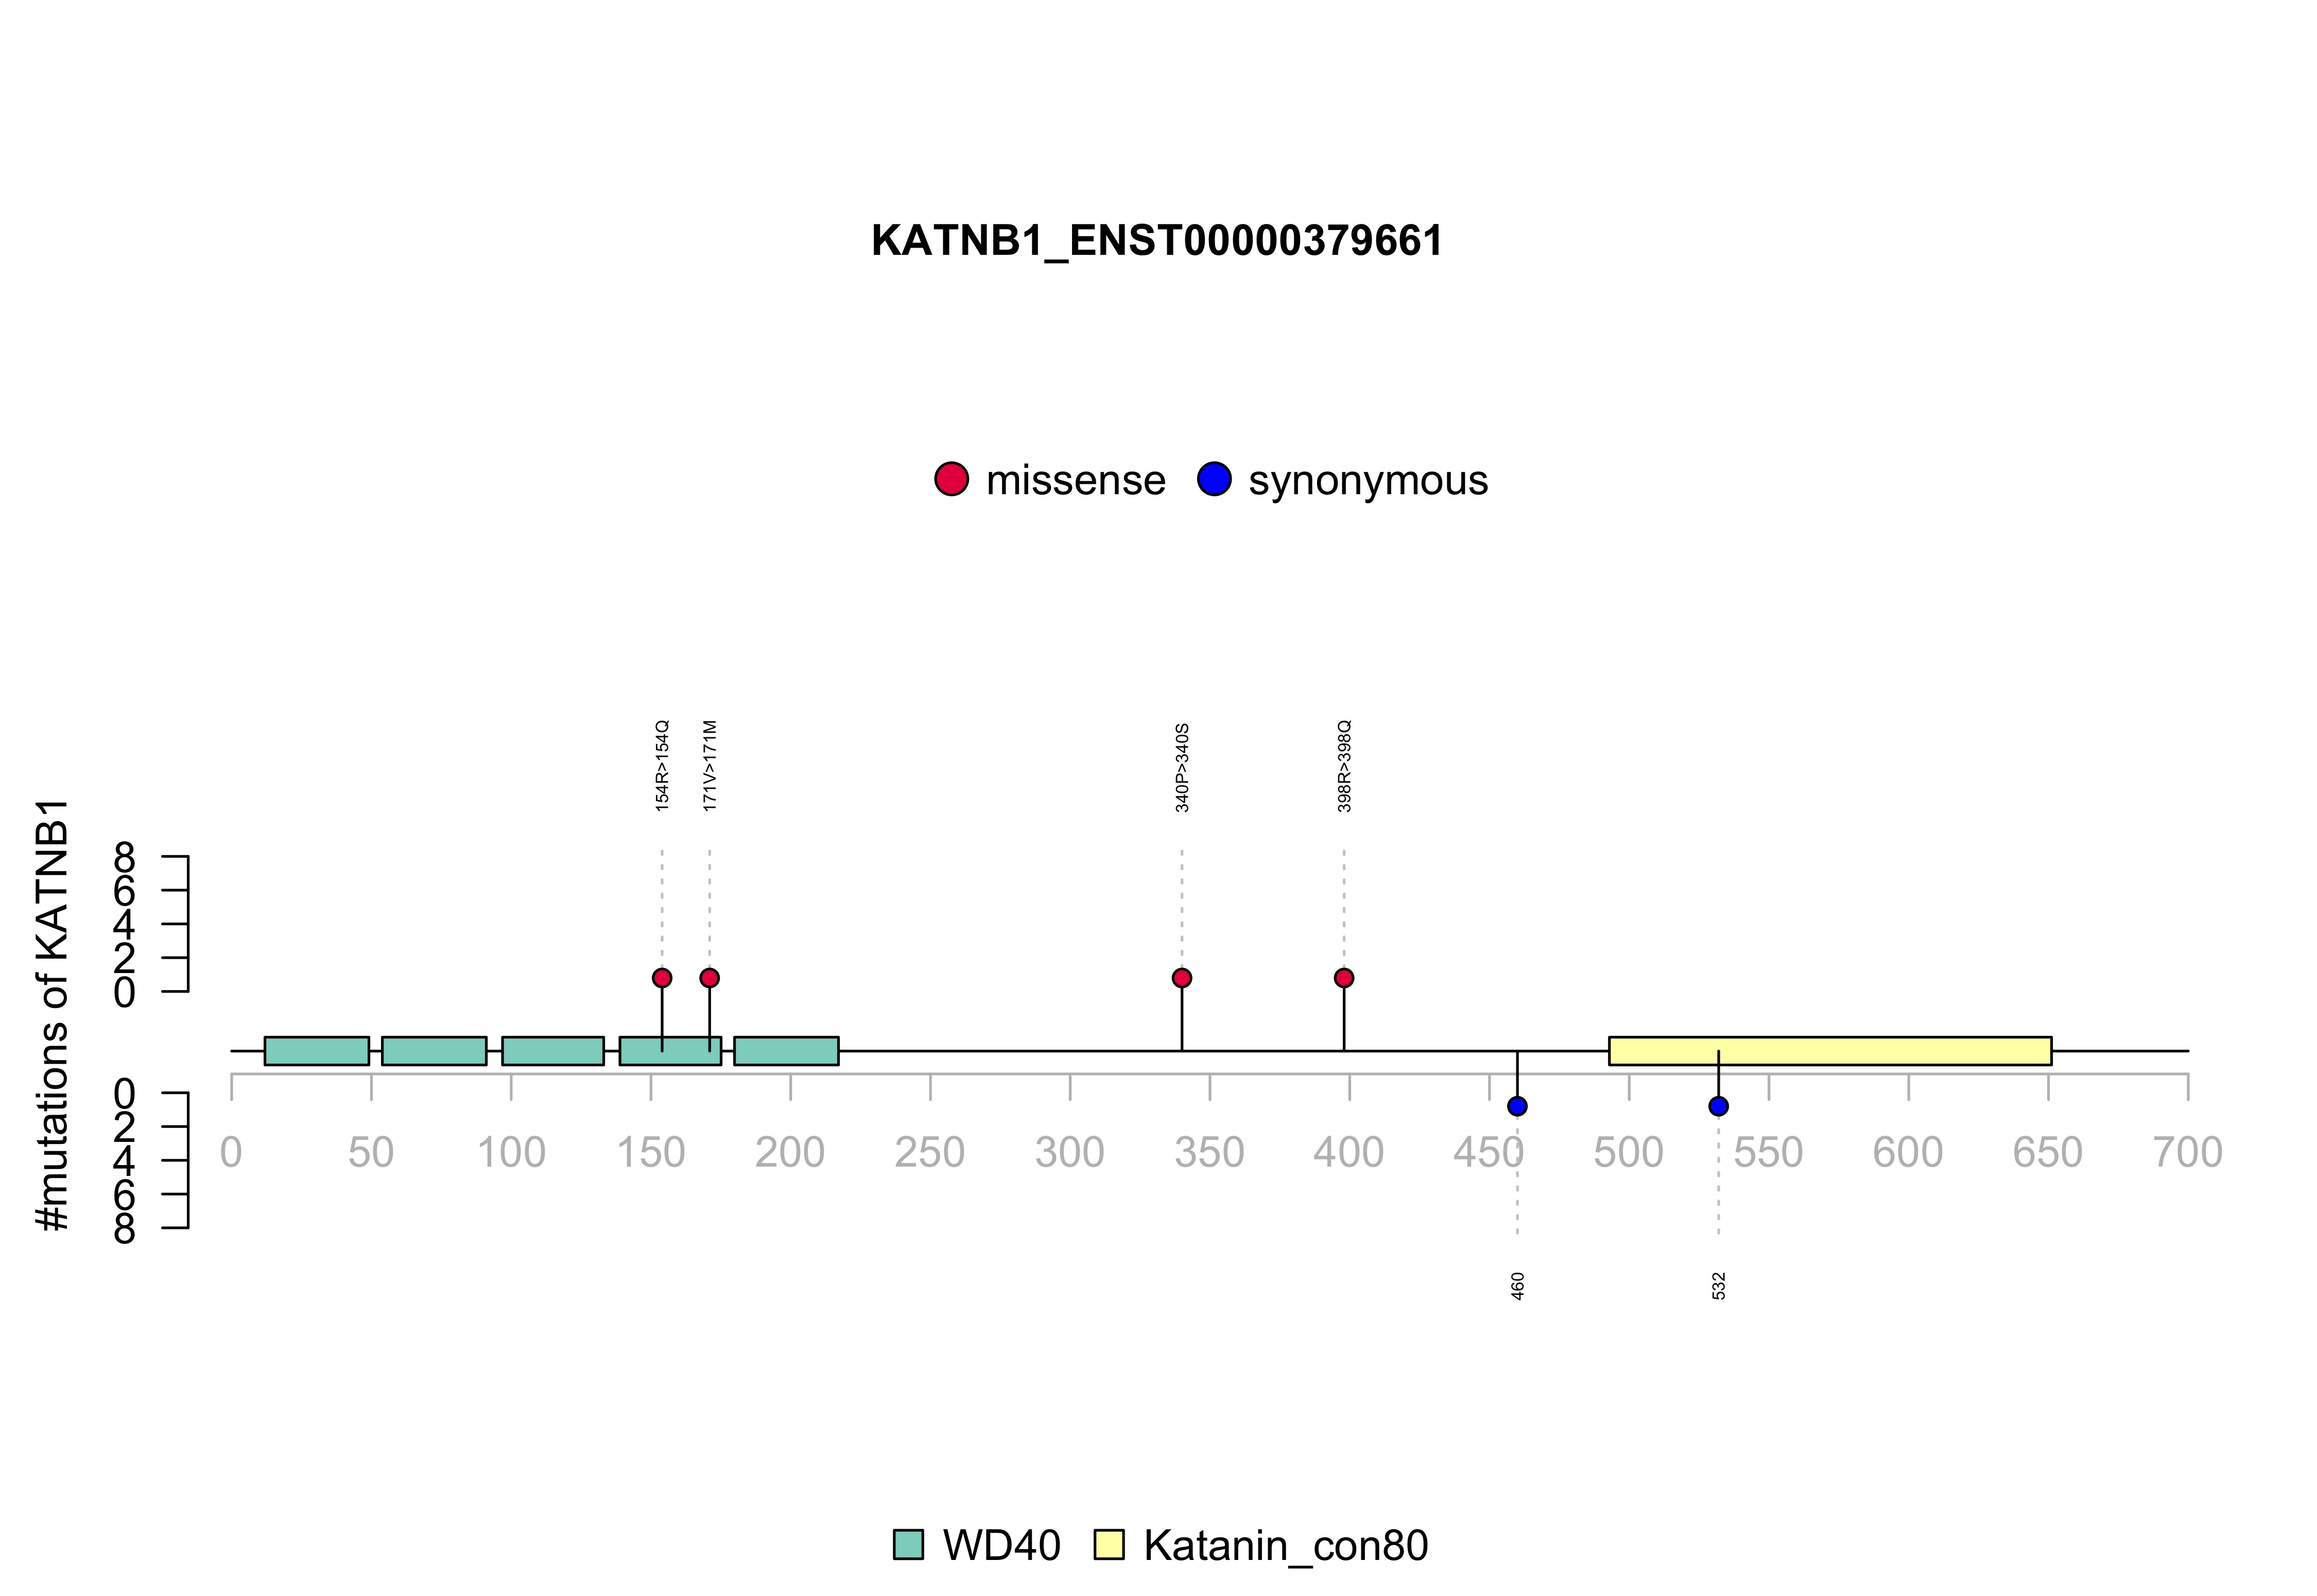 KATNB1_ENST00000379661
missense synonymous
154R>154Q
171V>171M
340P>340S
398R>398Q
#mutations of KATNB1
8
6
4
2
0
0
2
4
6
8
0 50 100 150 200 250 300 350 400 450 500 550 600 650 700
460
532
WD40 Katanin_con80